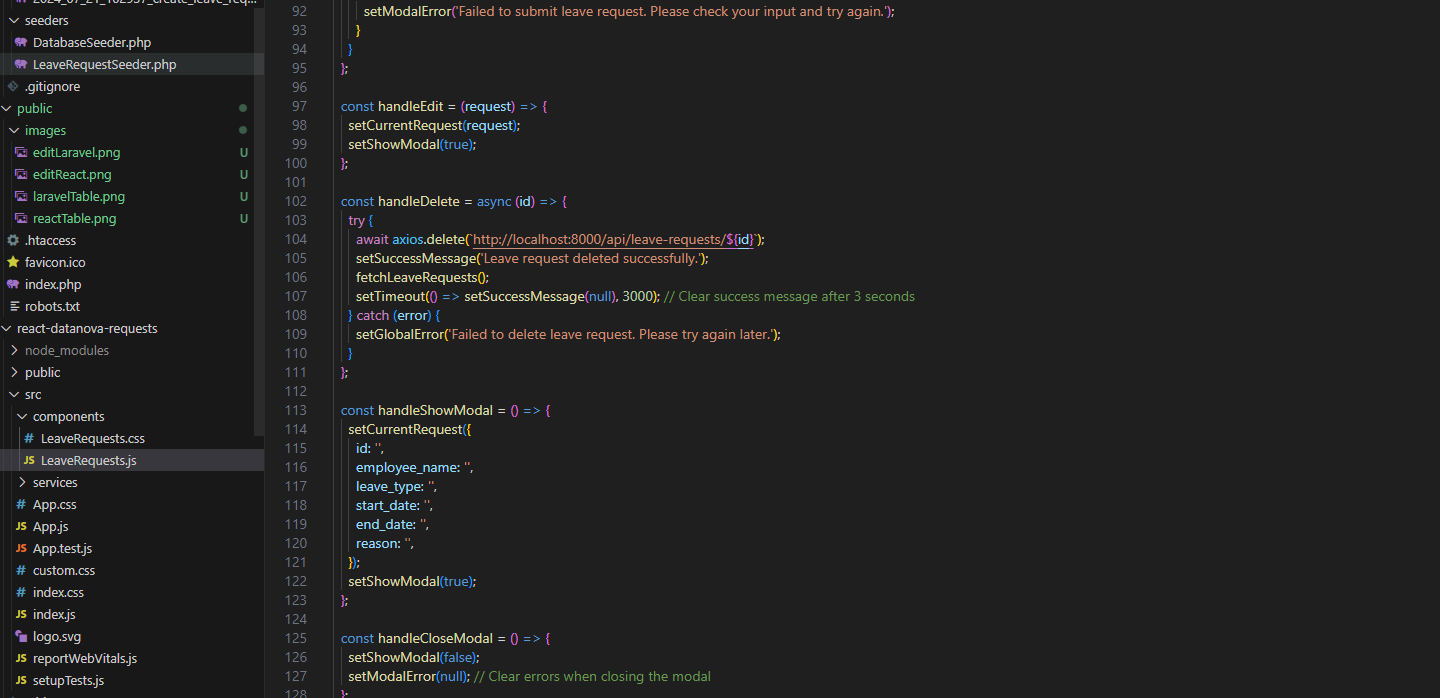 2024_07_21_162957_create_leave_req...
seeders
DatabaseSeeder.php
LeaveRequestSeeder.php
.gitignore
public
images
editLaravel.png U
editReact.png U
laravelTable.png U
reactTable.png U
.htaccess
favicon.ico
index.php
robots.txt
react-datanova-requests
node_modules
public
src
components
# LeaveRequests.css
JS LeaveRequests.js
services
# App.css
JS App.js
JS App.test.js
# custom.css
# index.css
JS index.js
logo.svg
JS reportWebVitals.js
JS setupTests.js
92 setModalError('Failed to submit leave request. Please check your input and try again.');
93 }
94 }
95 };
96
97 const handleEdit = (request) => {
98 setCurrentRequest(request);
99 setShowModal(true);
100 };
101
102 const handleDelete = async (id) => {
103 try {
104 await axios.delete(`http://localhost:8000/api/leave-requests/${id}`);
105 setSuccessMessage('Leave request deleted successfully.');
106 fetchLeaveRequests();
107 setTimeout(() => setSuccessMessage(null), 3000); // Clear success message after 3 seconds
108 } catch (error) {
109 setGlobalError('Failed to delete leave request. Please try again later.');
110 }
111 };
112
113 const handleShowModal = () => {
114 setCurrentRequest({
115 id: '',
116 employee_name: '',
117 leave_type: '',
118 start_date: '',
119 end_date: '',
120 reason: '',
121 });
122 setShowModal(true);
123 };
124
125 const handleCloseModal = () => {
126 setShowModal(false);
127 setModalError(null); // Clear errors when closing the modal
128 };